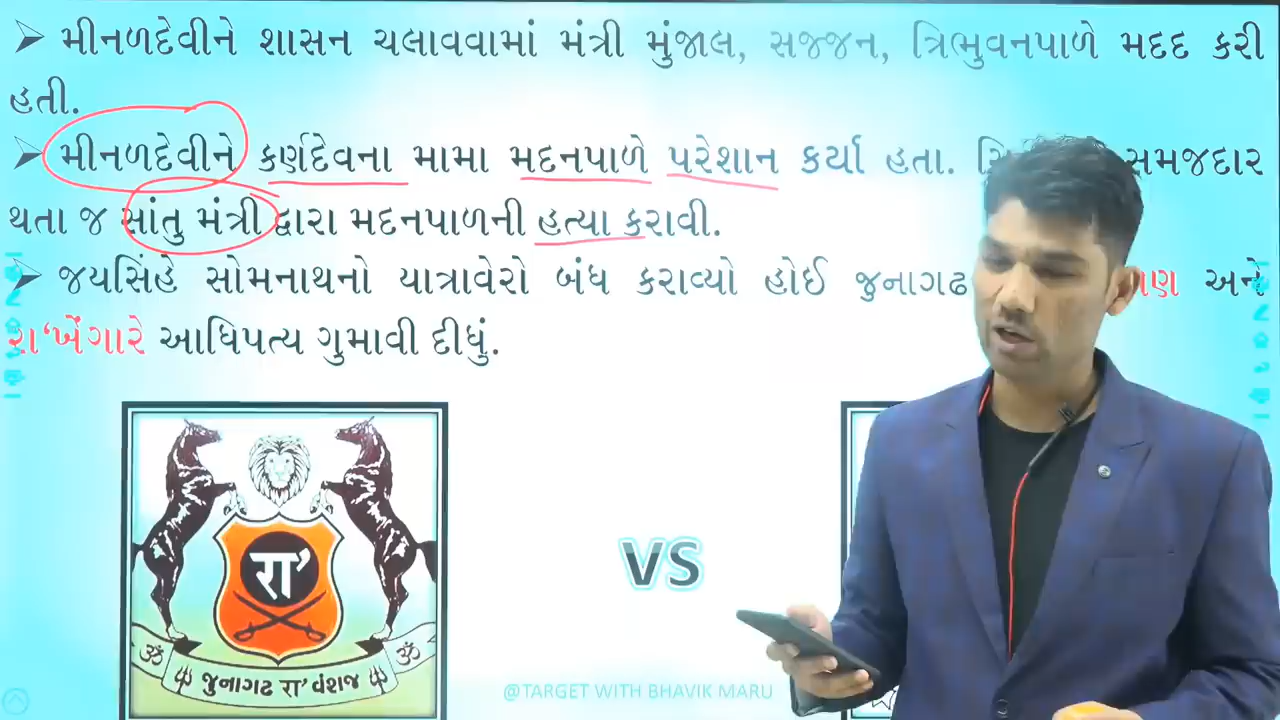 ➢ મીનળદેવીને શાસન ચલાવવામાં મંત્રી મુંજાલ, સજ્જન, ત્રિભુવનપાળે મદદ કરી
હતી.
➢ મીનળદેવીને કર્ણદેવના મામા મદનપાળે પરેશાન કર્યા હતા. સમજદાર
થતા જ સાંતુ મંત્રી દ્વારા મદનપાળની હત્યા કરાવી.
➢ જયસિંહે સોમનાથનો યાત્રાવેરો બંધ કરાવ્યો હોઈ જુનાગઢ અને
રા‘ખેંગારે આધિપત્ય ગુમાવી દીધું.
VS
रा’
ॐ ॐ
જુનાગઢ રા’ વંશજ
@TARGET WITH BHAVIK MARU